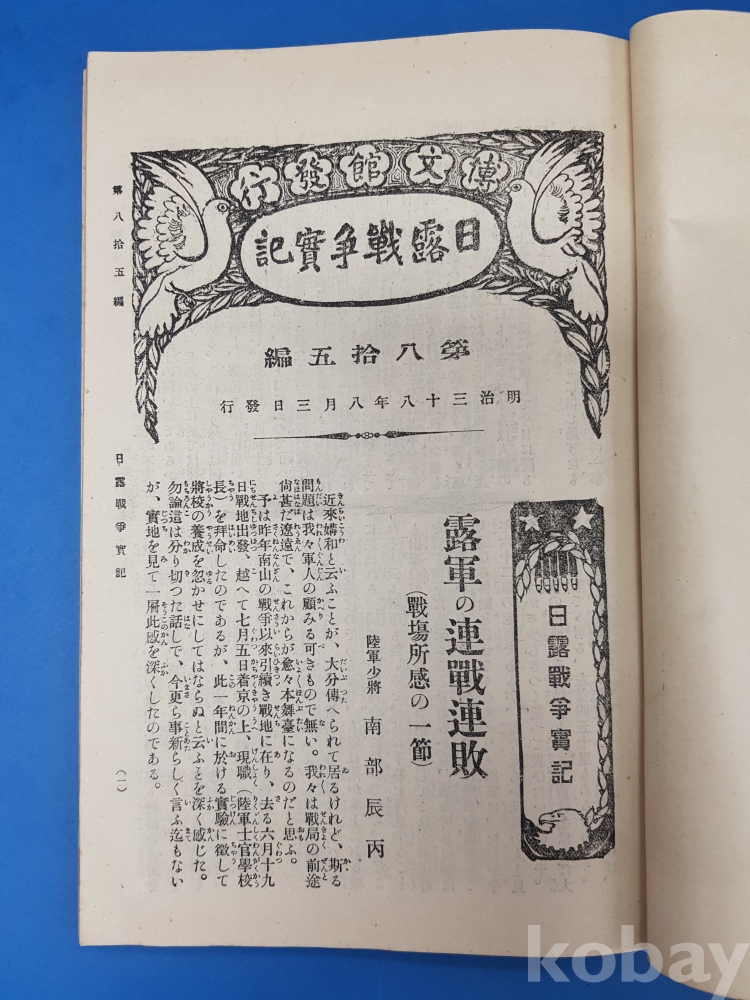 博文館發行
日露戰爭實記
第八拾五編
明治三十八年八月三日發行
日露戰爭實記
露軍の連戰連敗
(戰場所感の一節)
陸軍少將 南部辰丙
近來媾和と云ふことが、大分傳へられて居るけれど、斯る
問題は我々軍人の顧みる可きもので無い。我々は戰局の前途
尙甚だ遼遠で、これからが愈々本舞臺になるのだと思ふ。
予は昨年南山の戰爭以來引續き戰地に在り、去る六月十九
日戰地出發、越へて七月五日着京の上、現職(陸軍士官學校
長)を拜命したのであるが、此一年間に於ける實驗に徵して
將校の養成を忽かせにしてはならぬと云ふとを深く感じた。
勿論這は分り切つた話しで、今更ら事新らしく言ふ迄もない
が、實地を見て一層此感を深くしたのである。
第八拾五編
日露戰爭實記
(一)
kobay